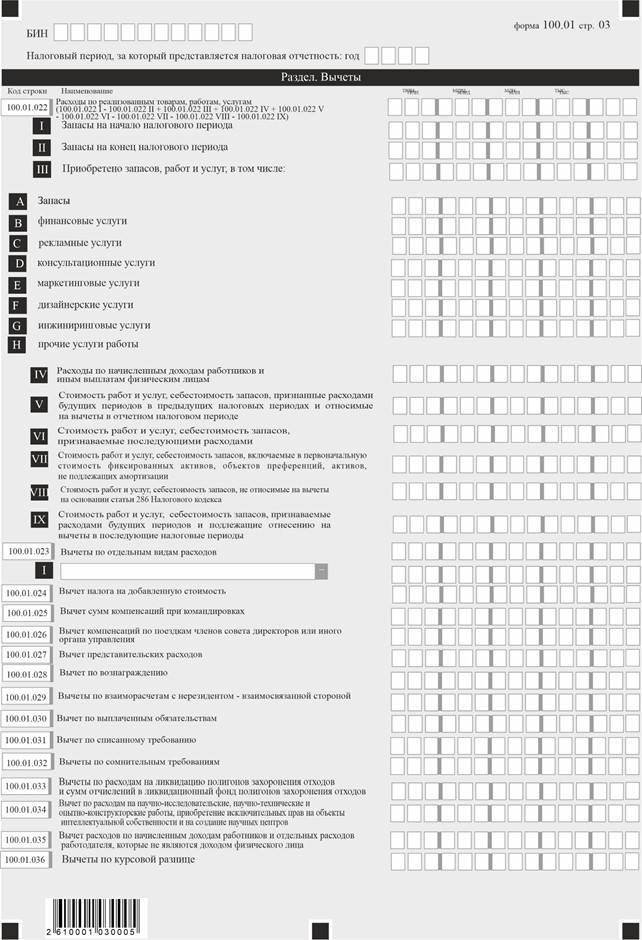 форма 100.01 стр. 03
БИН
Налоговый период, за который представляется налоговая отчетность: год
Раздел. Вычеты
Код строки Наименование
100.01.022 Расходы по реализованным товарам, работам, услугам
(100.01.022 I - 100.01.022 II + 100.01.022 III + 100.01.022 IV + 100.01.022 V
- 100.01.022 VI - 100.01.022 VII - 100.01.022 VIII - 100.01.022 IX)
I Запасы на начало налогового периода
II Запасы на конец налогового периода
III Приобретено запасов, работ и услуг, в том числе:
A Запасы
B финансовые услуги
C рекламные услуги
D консультационные услуги
E маркетинговые услуги
F дизайнерские услуги
G инжиниринговые услуги
H прочие услуги работы
IV Расходы по начисленным доходам работников и
иным выплатам физическим лицам
V Стоимость работ и услуг, себестоимость запасов, признанные расходами
будущих периодов в предыдущих налоговых периодах и относимые
на вычеты в отчетном налоговом периоде
VI Стоимость работ и услуг, себестоимость запасов,
признаваемые последующими расходами
VII Стоимость работ и услуг, себестоимость запасов, включаемые в первоначальную
стоимость фиксированных активов, объектов преференций, активов,
не подлежащих амортизации
VIII Стоимость работ и услуг, себестоимость запасов, не относимые на вычеты
на основании статьи 286 Налогового кодекса
IX Стоимость работ и услуг, себестоимость запасов, признаваемые
расходами будущих периодов и подлежащие отнесению на
вычеты в последующие налоговые периоды
100.01.023 Вычеты по отдельным видам расходов
I
100.01.024 Вычет налога на добавленную стоимость
100.01.025 Вычет сумм компенсаций при командировках
100.01.026 Вычет компенсаций по поездкам членов совета директоров или иного
органа управления
100.01.027 Вычет представительских расходов
100.01.028 Вычет по вознаграждению
100.01.029 Вычеты по взаиморасчетам с нерезидентом - взаимосвязанной стороной
100.01.030 Вычет по выплаченным обязательствам
100.01.031 Вычет по списанному требованию
100.01.032 Вычеты по сомнительным требованиям
100.01.033 Вычеты по расходам на ликвидацию полигонов захоронения отходов
и сумм отчислений в ликвидационный фонд полигонов захоронения отходов
100.01.034 Вычет по расходам на научно-исследовательские, научно-технические и
опытно-конструкторские работы, приобретение исключительных прав на объекты
интеллектуальной собственности и на создание научных центров
100.01.035 Вычет расходов по начисленным доходам работников и отдельных расходов
работодателя, которые не являются доходом физического лица
100.01.036 Вычеты по курсовой разнице
2 610001 030005